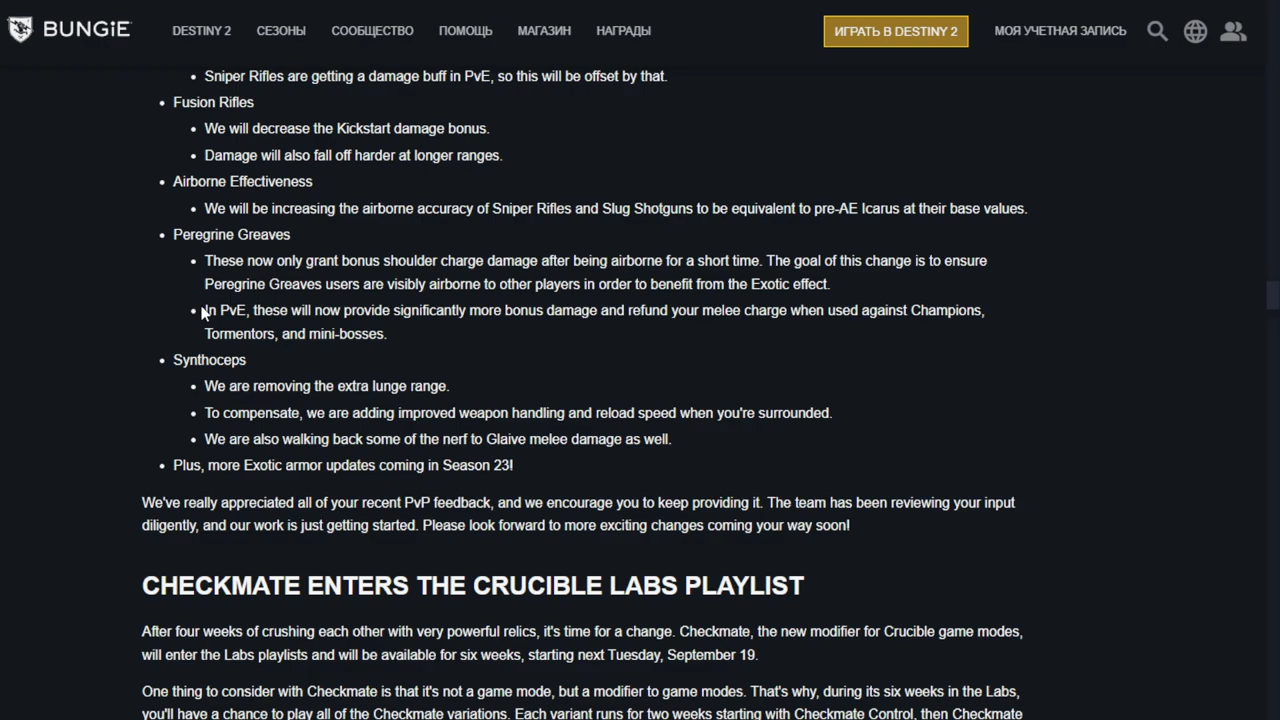 BUNGiE DESTINY 2 СЕЗОНЫ СООБЩЕСТВО ПОМОЩЬ МАГАЗИН НАГРАДЫ ИГРАТЬ В DESTINY 2 МОЯ УЧЕТНАЯ ЗАПИСЬ
• Sniper Rifles are getting a damage buff in PvE, so this will be offset by that.
• Fusion Rifles
• We will decrease the Kickstart damage bonus.
• Damage will also fall off harder at longer ranges.
• Airborne Effectiveness
• We will be increasing the airborne accuracy of Sniper Rifles and Slug Shotguns to be equivalent to pre-AE Icarus at their base values.
• Peregrine Greaves
• These now only grant bonus shoulder charge damage after being airborne for a short time. The goal of this change is to ensure
Peregrine Greaves users are visibly airborne to other players in order to benefit from the Exotic effect.
• In PvE, these will now provide significantly more bonus damage and refund your melee charge when used against Champions,
Tormentors, and mini-bosses.
• Synthoceps
• We are removing the extra lunge range.
• To compensate, we are adding improved weapon handling and reload speed when you're surrounded.
• We are also walking back some of the nerf to Glaive melee damage as well.
• Plus, more Exotic armor updates coming in Season 23!
We've really appreciated all of your recent PvP feedback, and we encourage you to keep providing it. The team has been reviewing your input
diligently, and our work is just getting started. Please look forward to more exciting changes coming your way soon!
CHECKMATE ENTERS THE CRUCIBLE LABS PLAYLIST
After four weeks of crushing each other with very powerful relics, it's time for a change. Checkmate, the new modifier for Crucible game modes,
will enter the Labs playlists and will be available for six weeks, starting next Tuesday, September 19.
One thing to consider with Checkmate is that it's not a game mode, but a modifier to game modes. That's why, during its six weeks in the Labs,
you'll have a chance to play all of the Checkmate variations. Each variant runs for two weeks starting with Checkmate Control, then Checkmate